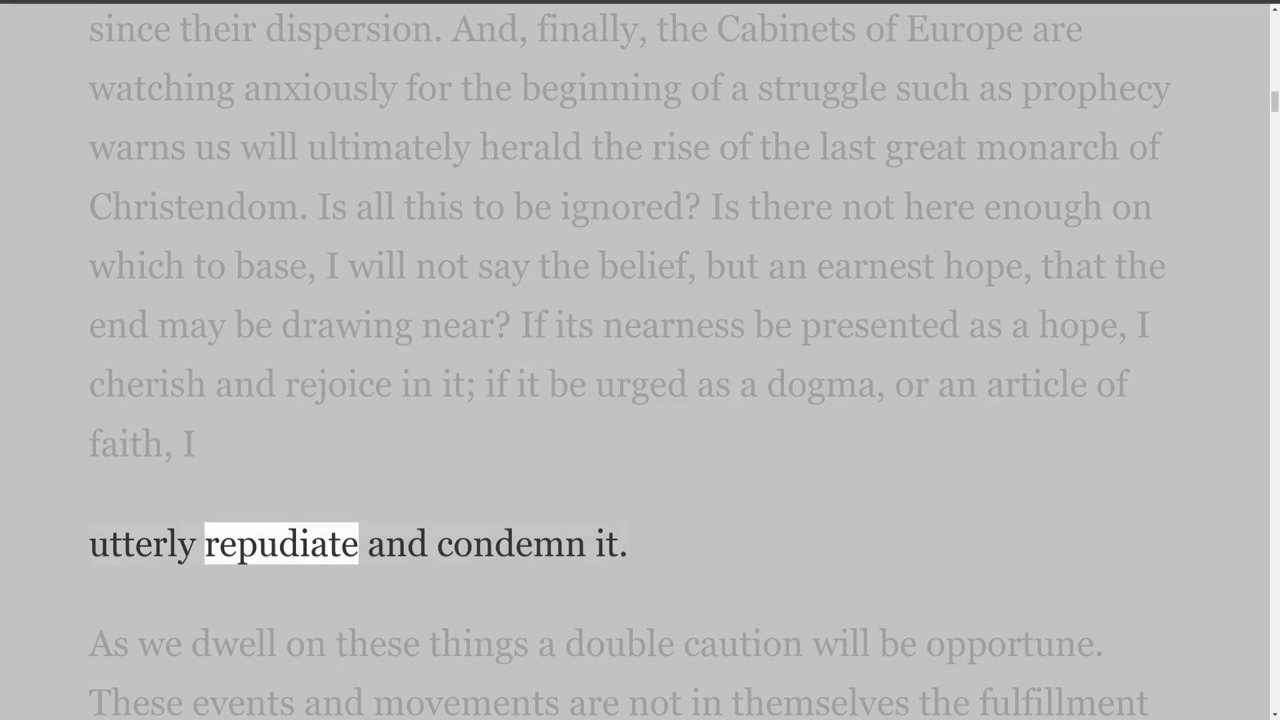 since their dispersion. And, finally, the Cabinets of Europe are
watching anxiously for the beginning of a struggle such as prophecy
warns us will ultimately herald the rise of the last great monarch of
Christendom. Is all this to be ignored? Is there not here enough on
which to base, I will not say the belief, but an earnest hope, that the
end may be drawing near? If its nearness be presented as a hope, I
cherish and rejoice in it; if it be urged as a dogma, or an article of
faith, I
utterly repudiate and condemn it.
As we dwell on these things a double caution will be opportune.
These events and movements are not in themselves the fulfillment